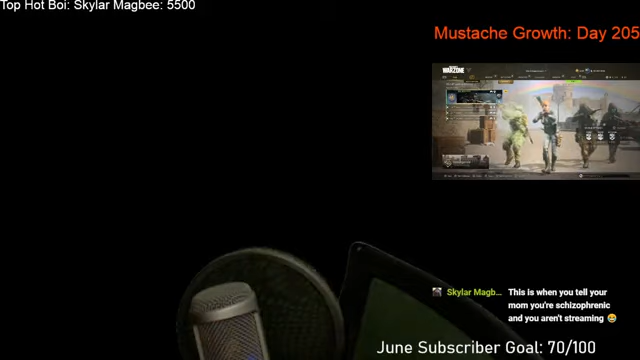 Top Hot Boi: Skylar Magbee: 5500
Mustache Growth: Day 205
WARZONE
Skylar Magb... This is when you tell your
mom you're schizophrenic
and you aren't streaming 😂
June Subscriber Goal: 70/100